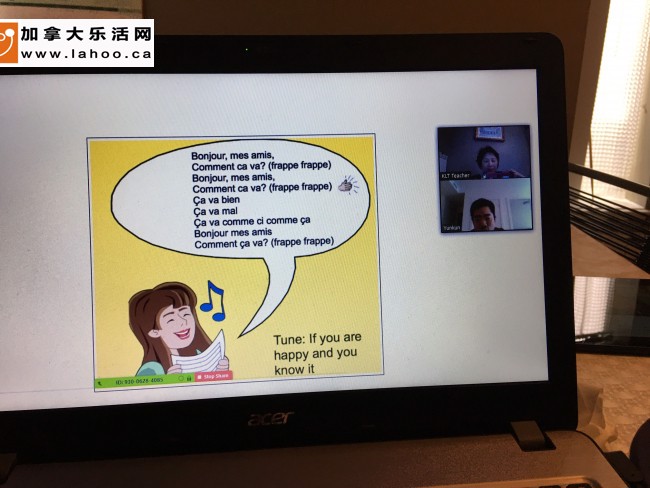 加拿大乐活网
www.lahoo.ca
Bonjour, mes amis,
Comment ca va? (frappe frappe)
Bonjour, mes amis,
Comment ca va? (frappe frappe)
Ça va bien
Ça va mal
Ça va comme ci comme ça
Bonjour mes amis
Comment ça va? (frappe frappe)
Tune: If you are
happy and you
know it
KLT Teacher
Stop Share
acer